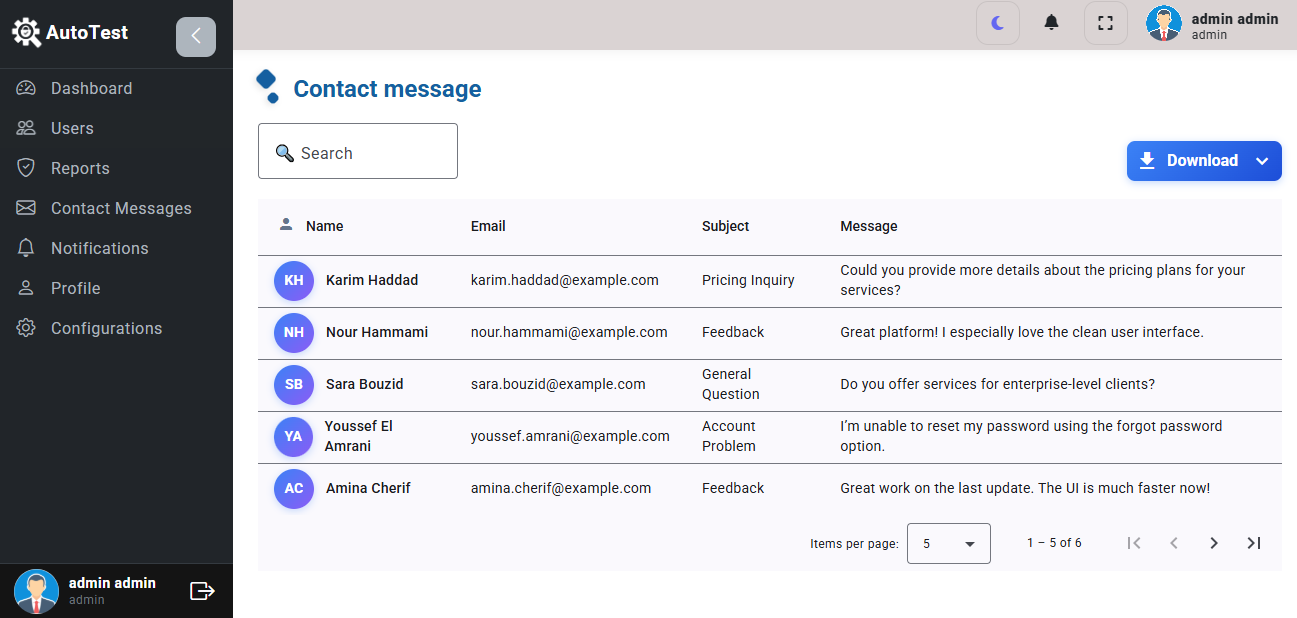 AutoTest
Dashboard
Users
Reports
Contact Messages
Notifications
Profile
Configurations
admin admin
admin
admin admin
admin
Contact message
Search
Download
Name Email Subject Message
KH Karim Haddad karim.haddad@example.com Pricing Inquiry Could you provide more details about the pricing plans for your
services?
NH Nour Hammami nour.hammami@example.com Feedback Great platform! I especially love the clean user interface.
SB Sara Bouzid sara.bouzid@example.com General
Question Do you offer services for enterprise-level clients?
YA Youssef El
Amrani youssef.amrani@example.com Account
Problem I’m unable to reset my password using the forgot password
option.
AC Amina Cherif amina.cherif@example.com Feedback Great work on the last update. The UI is much faster now!
Items per page: 5 1 – 5 of 6